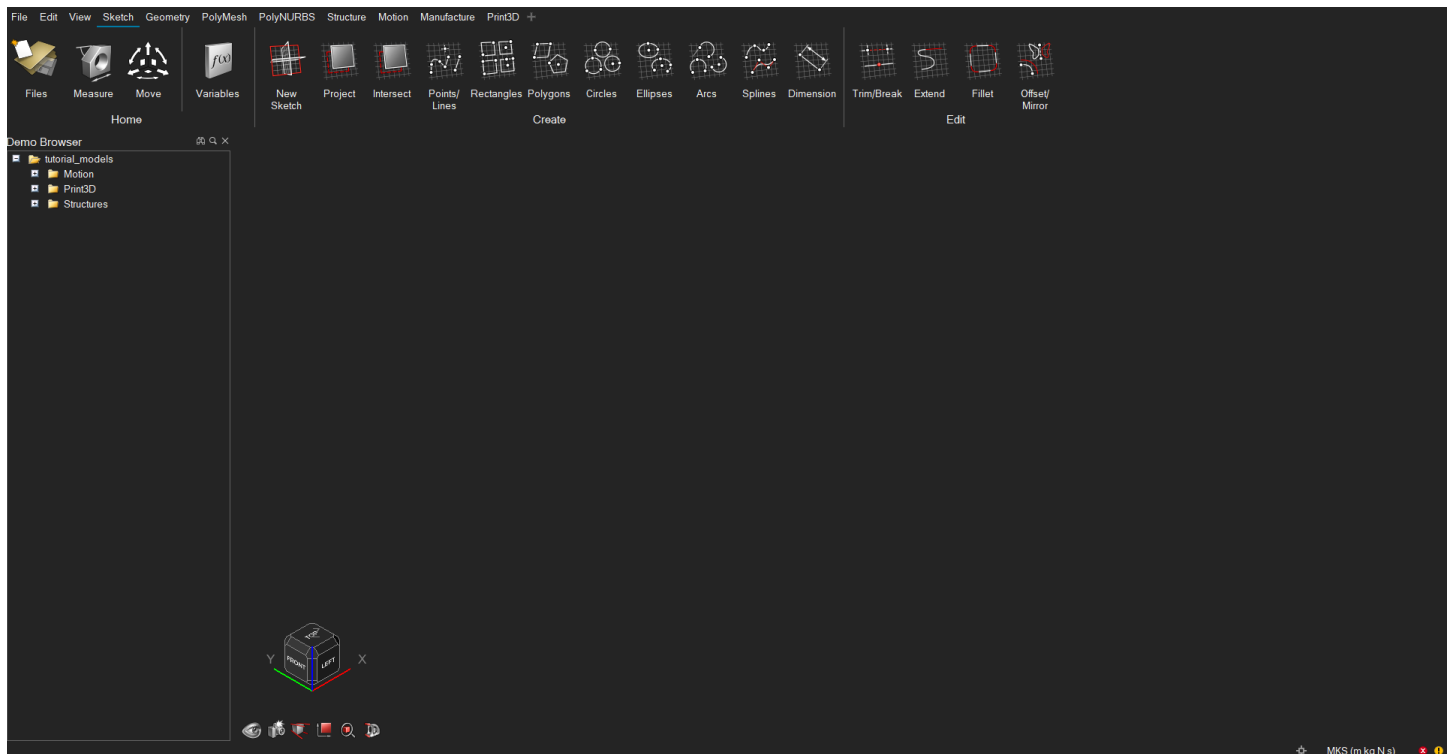 File Edit View Sketch Geometry PolyMesh PolyNURBS Structure Motion Manufacture Print3D
f(x)
Files Measure Move Variables New Sketch Project Intersect Points/ Lines Rectangles Polygons Circles Ellipses Arcs Splines Dimension Trim/Break Extend Fillet Offset/ Mirror
Home Create Edit
Demo Browser
tutorial_models
Motion
Print3D
Structures
TOP
Y FRONT LEFT X
MKS (m kg N s)